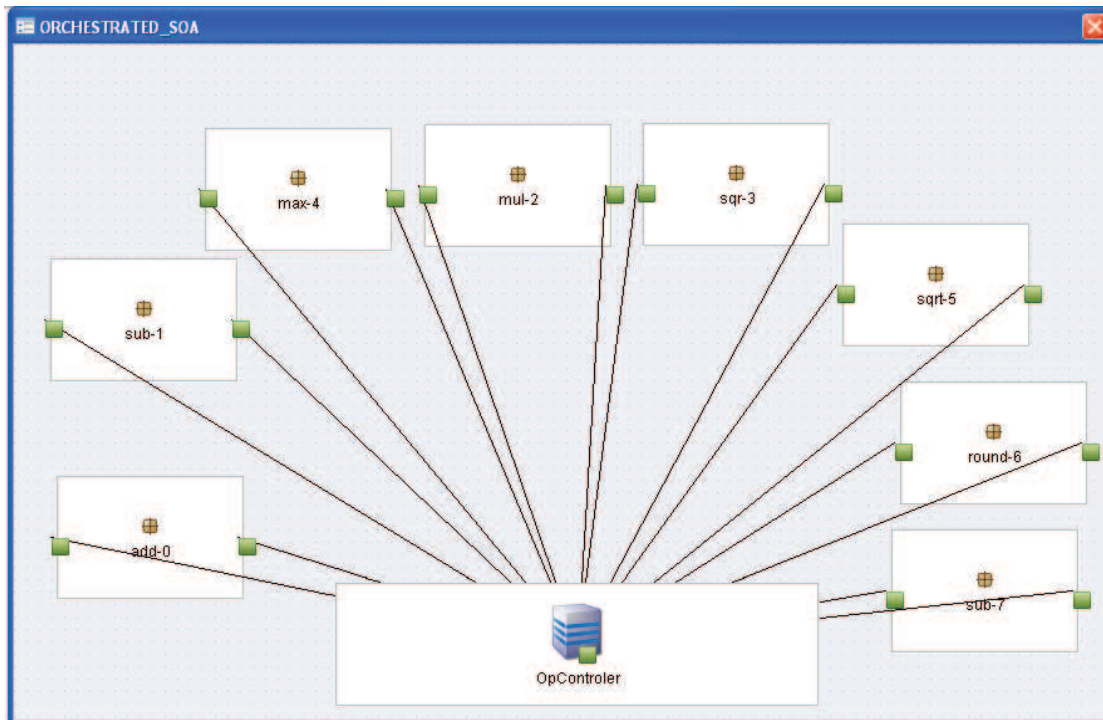 ORCHESTRATED_SOA
max-4
mul-2
sqr-3
sqrt-5
sub-1
round-6
add-0
sub-7
OpControler